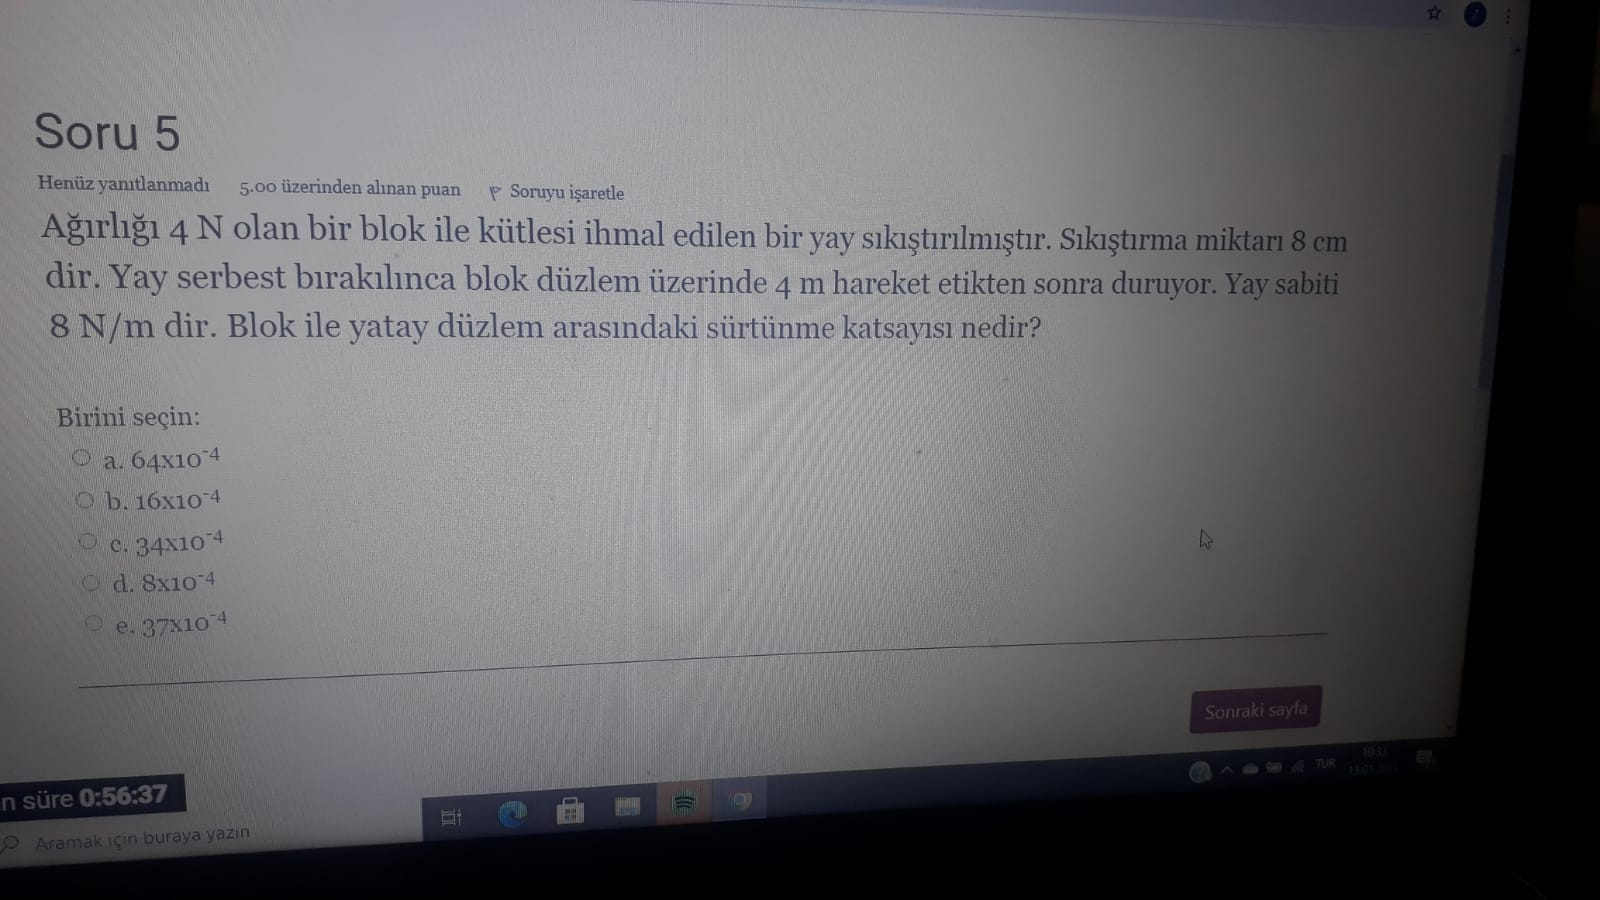 Soru 5
Henüz yanıtlanmadı 5.00 üzerinden alınan puan Soruyu işaretle
Ağırlığı 4 N olan bir blok ile kütlesi ihmal edilen bir yay sıkıştırılmıştır. Sıkıştırma miktarı 8 cm
dir. Yay serbest bırakılınca blok düzlem üzerinde 4 m hareket etikten sonra duruyor. Yay sabiti
8 N/m dir. Blok ile yatay düzlem arasındaki sürtünme katsayısı nedir?
Birini seçin:
a. 64x10⁻⁴
b. 16x10⁻⁴
c. 34x10⁻⁴
d. 8x10⁻⁴
e. 37x10⁻⁴
Sonraki sayfa
n süre 0:56:37
TUR
10:33
Aramak için buraya yazın